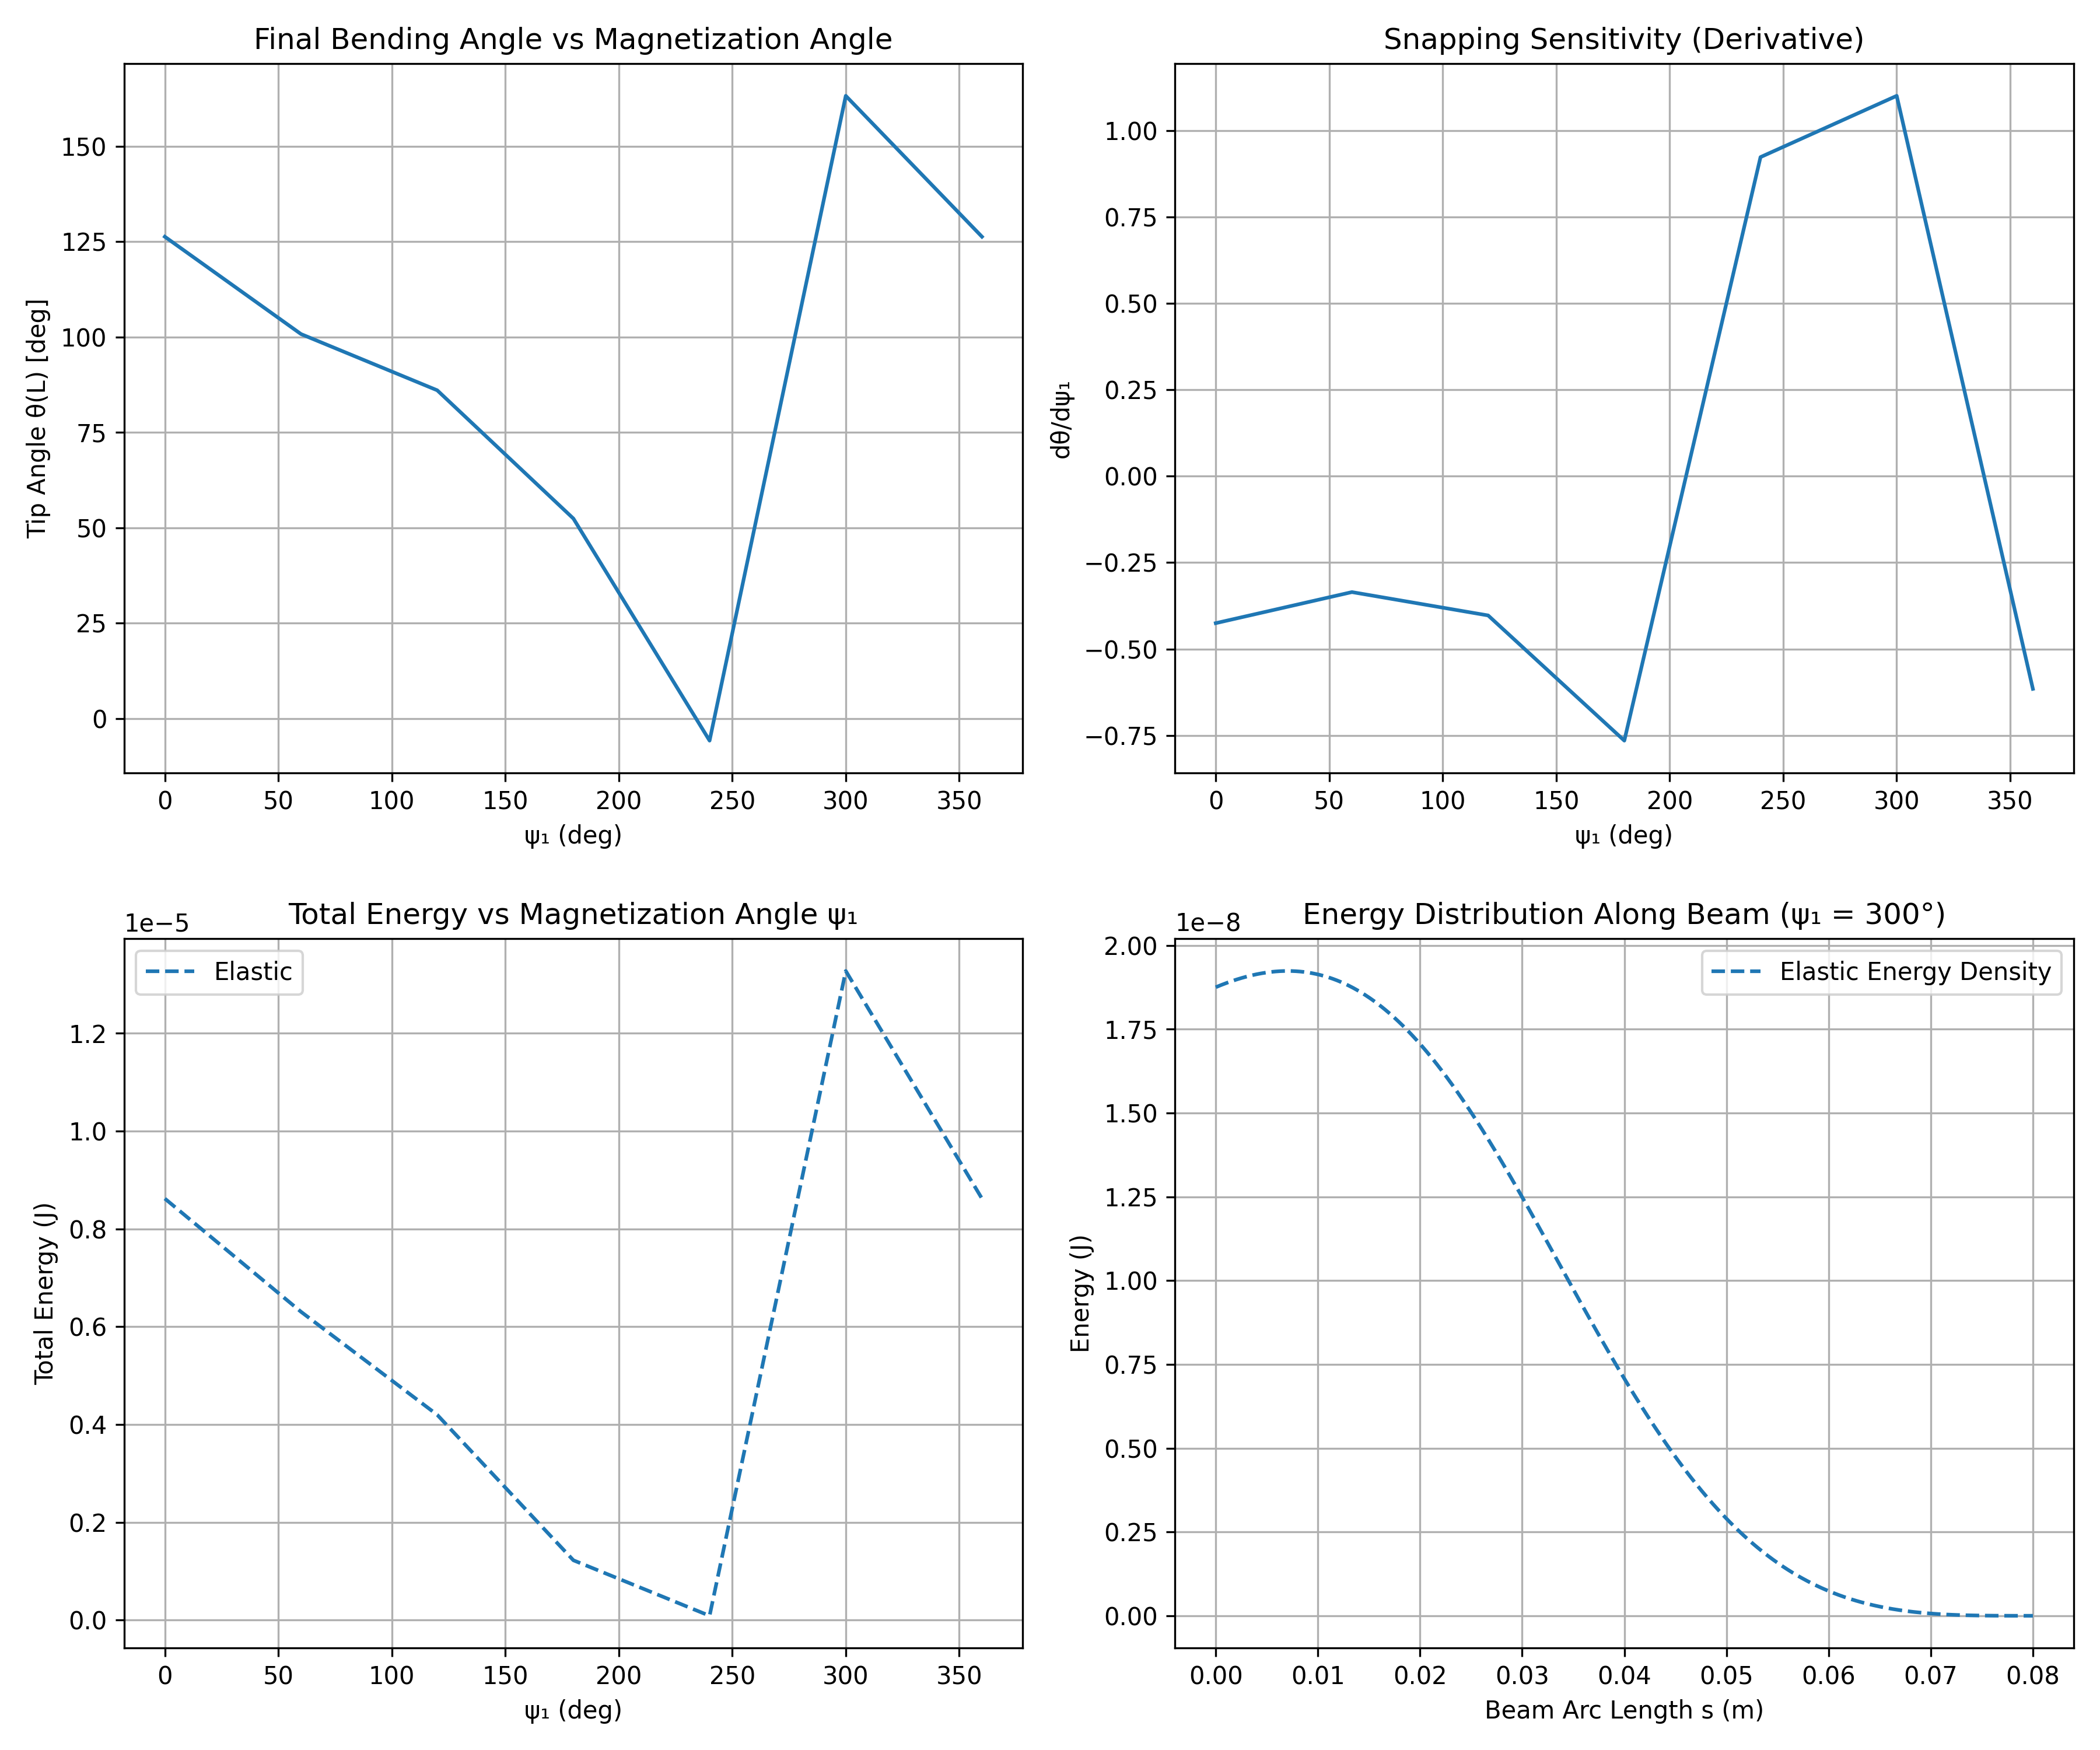 Final Bending Angle vs Magnetization Angle
Tip Angle θ(L) [deg]
150
125
100
75
50
25
0
0 50 100 150 200 250 300 350
ψ₁ (deg)
Snapping Sensitivity (Derivative)
dθ/dψ₁
1.00
0.75
0.50
0.25
0.00
−0.25
−0.50
−0.75
0 50 100 150 200 250 300 350
ψ₁ (deg)
Total Energy vs Magnetization Angle ψ₁
1e−5
Elastic
Total Energy (J)
1.2
1.0
0.8
0.6
0.4
0.2
0.0
0 50 100 150 200 250 300 350
ψ₁ (deg)
Energy Distribution Along Beam (ψ₁ = 300°)
1e−8
Elastic Energy Density
Energy (J)
2.00
1.75
1.50
1.25
1.00
0.75
0.50
0.25
0.00
0.00 0.01 0.02 0.03 0.04 0.05 0.06 0.07 0.08
Beam Arc Length s (m)